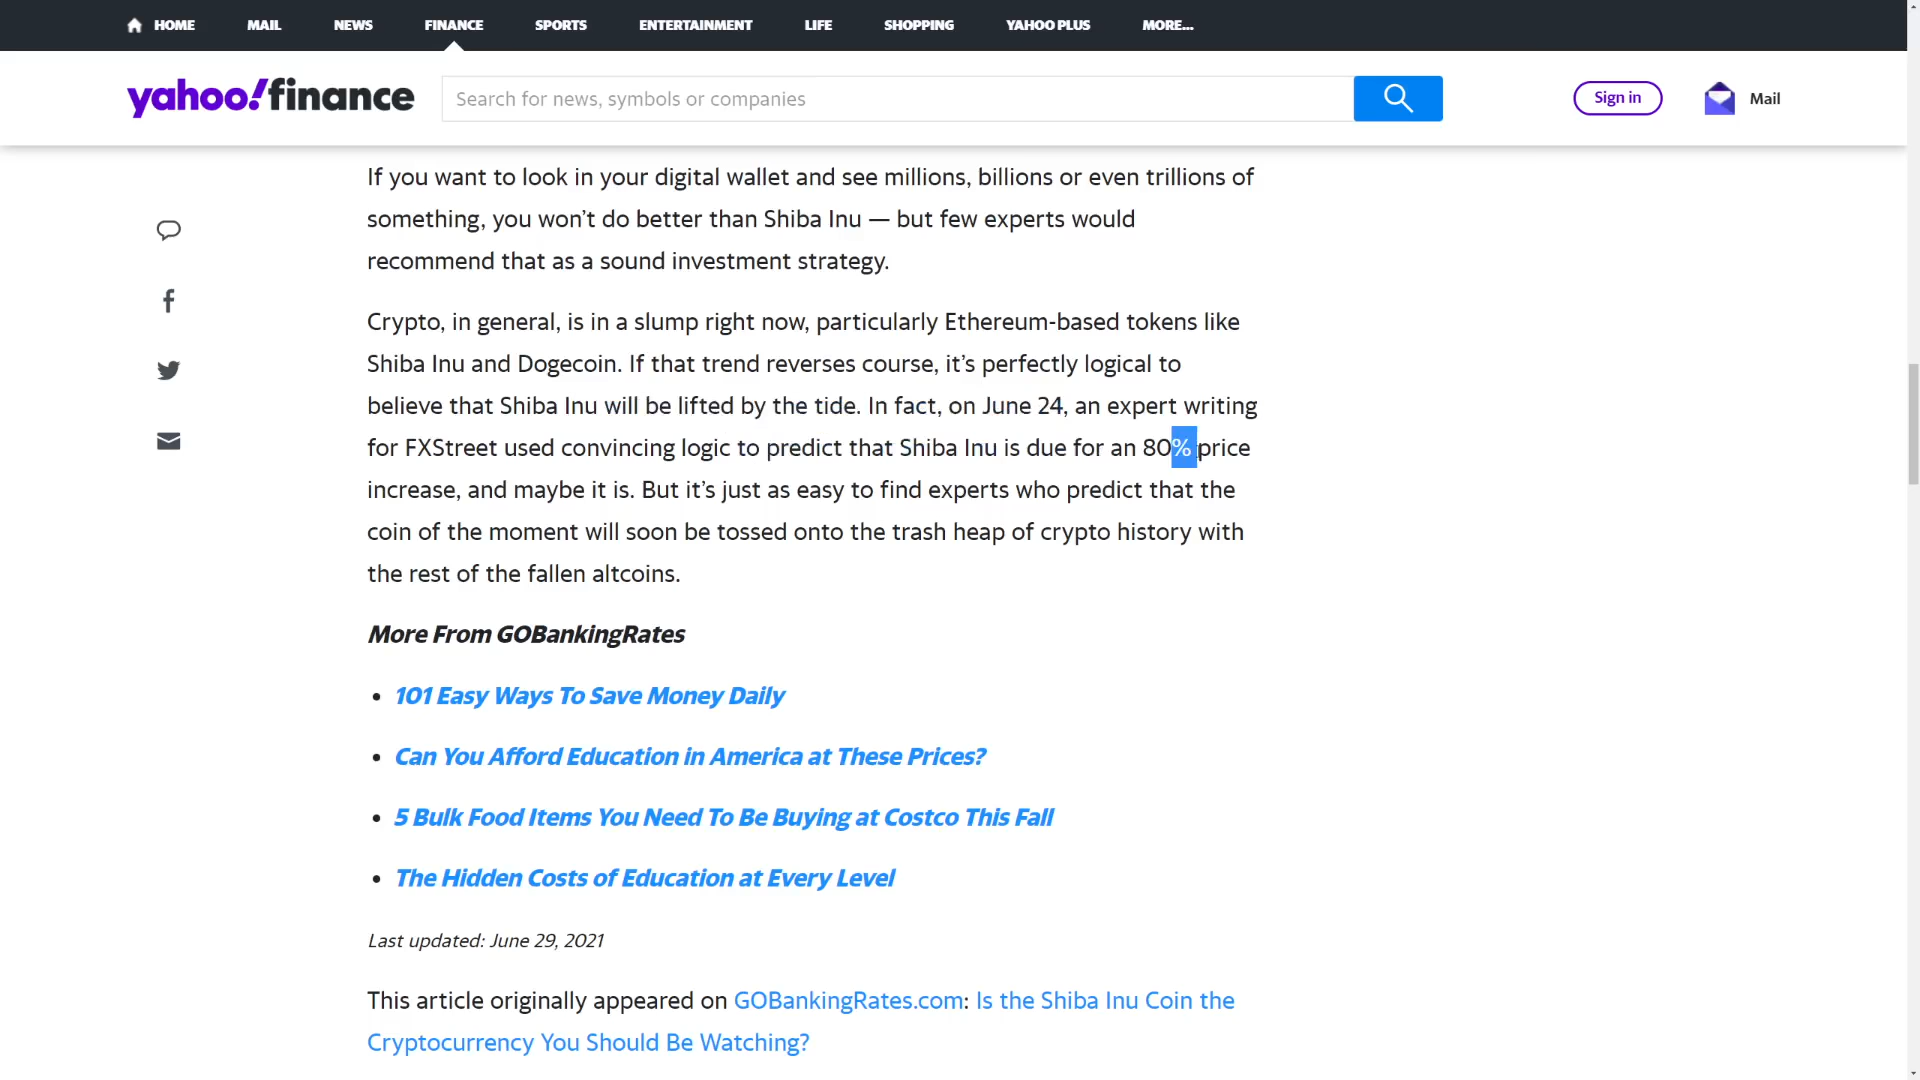 HOME MAIL NEWS FINANCE SPORTS ENTERTAINMENT LIFE SHOPPING YAHOO PLUS MORE...
yahoo!finance Search for news, symbols or companies Sign in Mail
If you want to look in your digital wallet and see millions, billions or even trillions of
something, you won’t do better than Shiba Inu — but few experts would
recommend that as a sound investment strategy.
Crypto, in general, is in a slump right now, particularly Ethereum-based tokens like
Shiba Inu and Dogecoin. If that trend reverses course, it’s perfectly logical to
believe that Shiba Inu will be lifted by the tide. In fact, on June 24, an expert writing
for FXStreet used convincing logic to predict that Shiba Inu is due for an 80% price
increase, and maybe it is. But it’s just as easy to find experts who predict that the
coin of the moment will soon be tossed onto the trash heap of crypto history with
the rest of the fallen altcoins.
More From GOBankingRates
• 101 Easy Ways To Save Money Daily
• Can You Afford Education in America at These Prices?
• 5 Bulk Food Items You Need To Be Buying at Costco This Fall
• The Hidden Costs of Education at Every Level
Last updated: June 29, 2021
This article originally appeared on GOBankingRates.com: Is the Shiba Inu Coin the
Cryptocurrency You Should Be Watching?